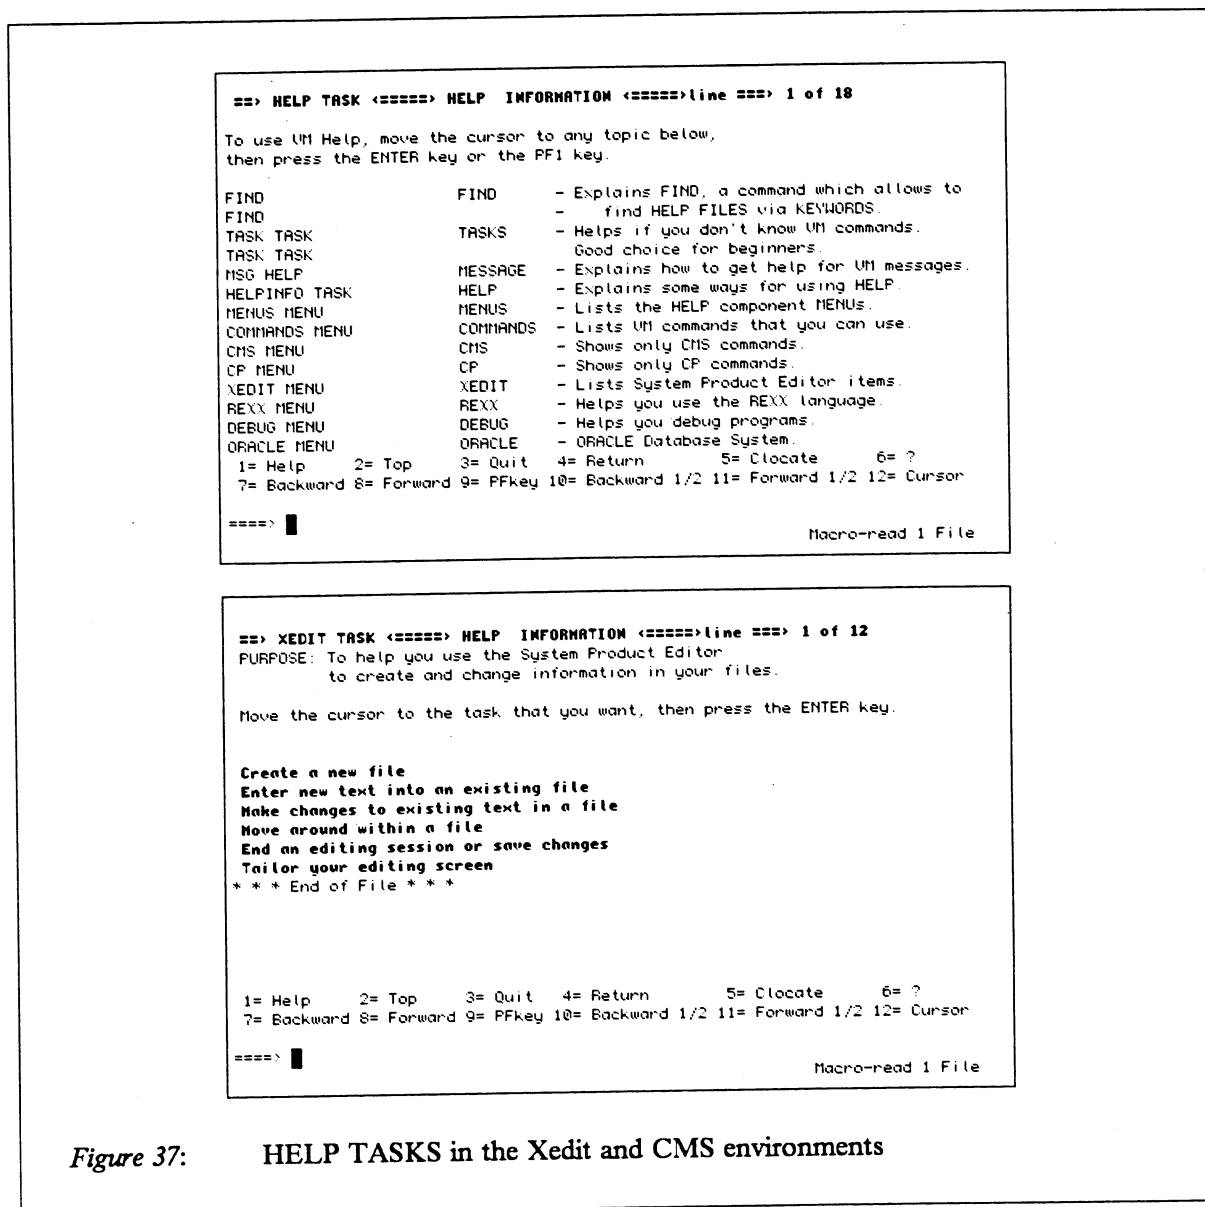 ==> HELP TASK <=====> HELP  INFORMATION <=====>line ===> 1 of 18
To use VM Help, move the cursor to any topic below,
then press the ENTER key or the PF1 key.
FIND FIND - Explains FIND, a command which allows to
FIND - find HELP FILES via KEYWORDS.
TASK TASK TASKS - Helps if you don't know VM commands.
TASK TASK Good choice for beginners.
MSG HELP MESSAGE - Explains how to get help for VM messages.
HELPINFO TASK HELP - Explains some ways for using HELP.
MENUS MENU MENUS - Lists the HELP component MENUs.
COMMANDS MENU COMMANDS - Lists VM commands that you can use.
CMS MENU CMS - Shows only CMS commands.
CP MENU CP - Shows only CP commands.
XEDIT MENU XEDIT - Lists System Product Editor items.
REXX MENU REXX - Helps you use the REXX language.
DEBUG MENU DEBUG - Helps you debug programs.
ORACLE MENU ORACLE - ORACLE Database System.
1= Help 2= Top 3= Quit 4= Return 5= Clocate 6= ?
7= Backward 8= Forward 9= PFkey 10= Backward 1/2 11= Forward 1/2 12= Cursor
====>
Macro-read 1 File
==> XEDIT TASK <=====> HELP  INFORMATION <=====>line ===> 1 of 12
PURPOSE: To help you use the System Product Editor
to create and change information in your files.
Move the cursor to the task that you want, then press the ENTER key.
Create a new file
Enter new text into an existing file
Make changes to existing text in a file
Move around within a file
End an editing session or save changes
Tailor your editing screen
* * * End of File * * *
1= Help 2= Top 3= Quit 4= Return 5= Clocate 6= ?
7= Backward 8= Forward 9= PFkey 10= Backward 1/2 11= Forward 1/2 12= Cursor
====>
Macro-read 1 File
Figure 37: HELP TASKS in the Xedit and CMS environments